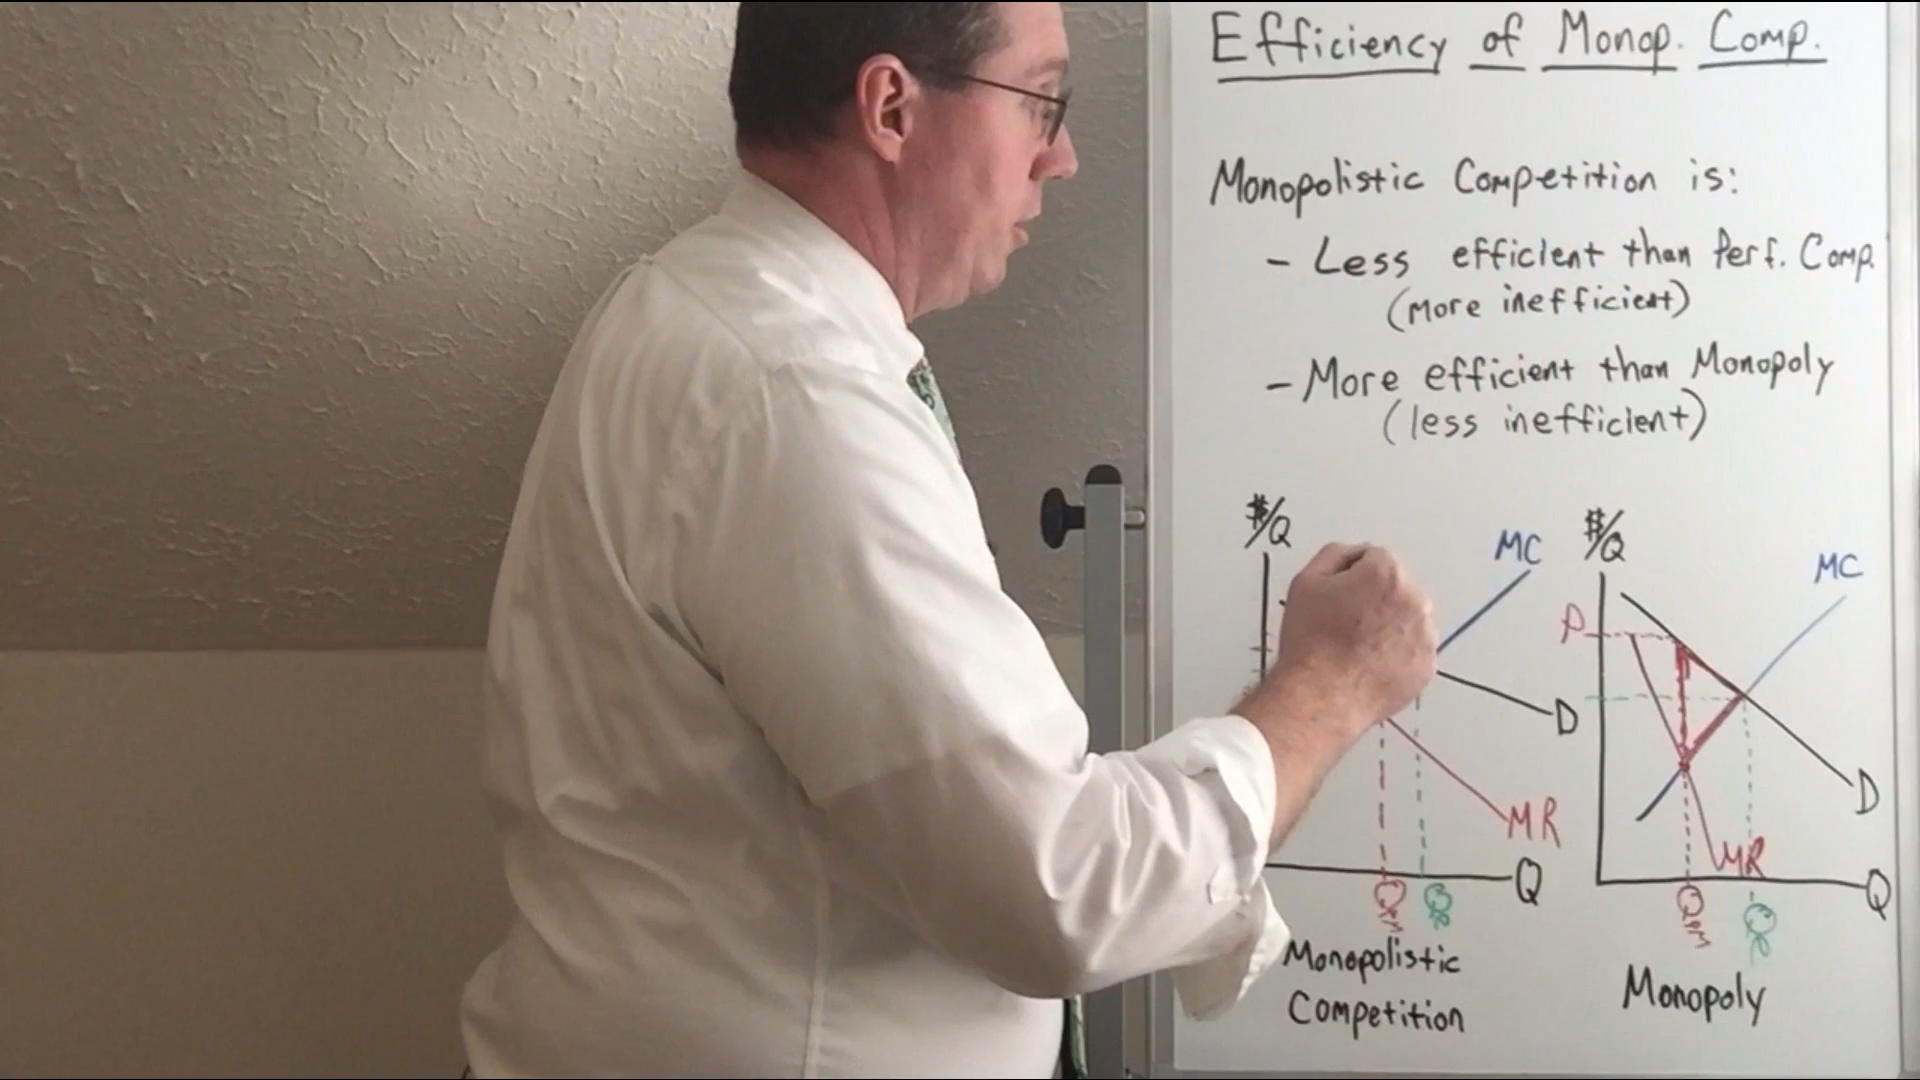 Efficiency of Monop. Comp.
Monopolistic Competition is:
- Less efficient than Perf. Comp.
(more inefficient)
- More efficient than Monopoly
(less inefficient)
$/Q
MC
D
MR
Q
Monopolistic
Competition
$/Q
MC
P
D
MR
Q
Monopoly